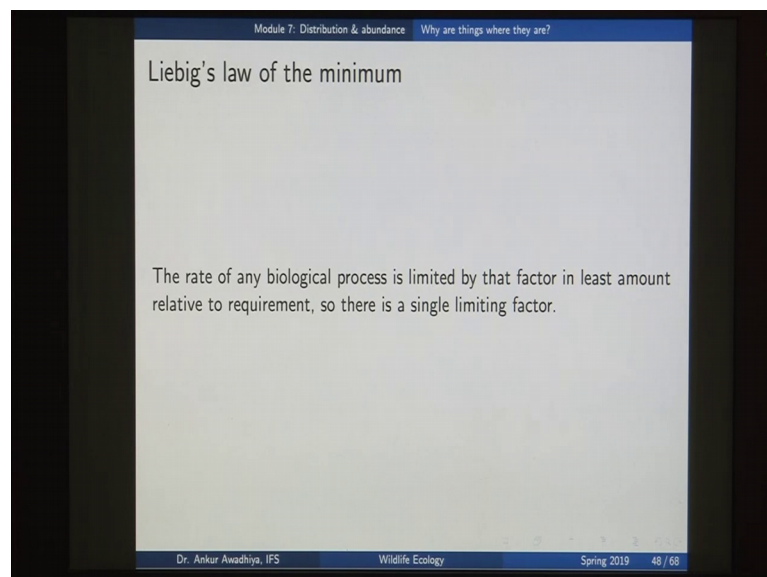 Module 7: Distribution & abundance Why are things where they are?
Liebig's law of the minimum
The rate of any biological process is limited by that factor in least amount
relative to requirement, so there is a single limiting factor.
Dr. Ankur Awadhiya, IFS Wildlife Ecology Spring 2019 48 / 68